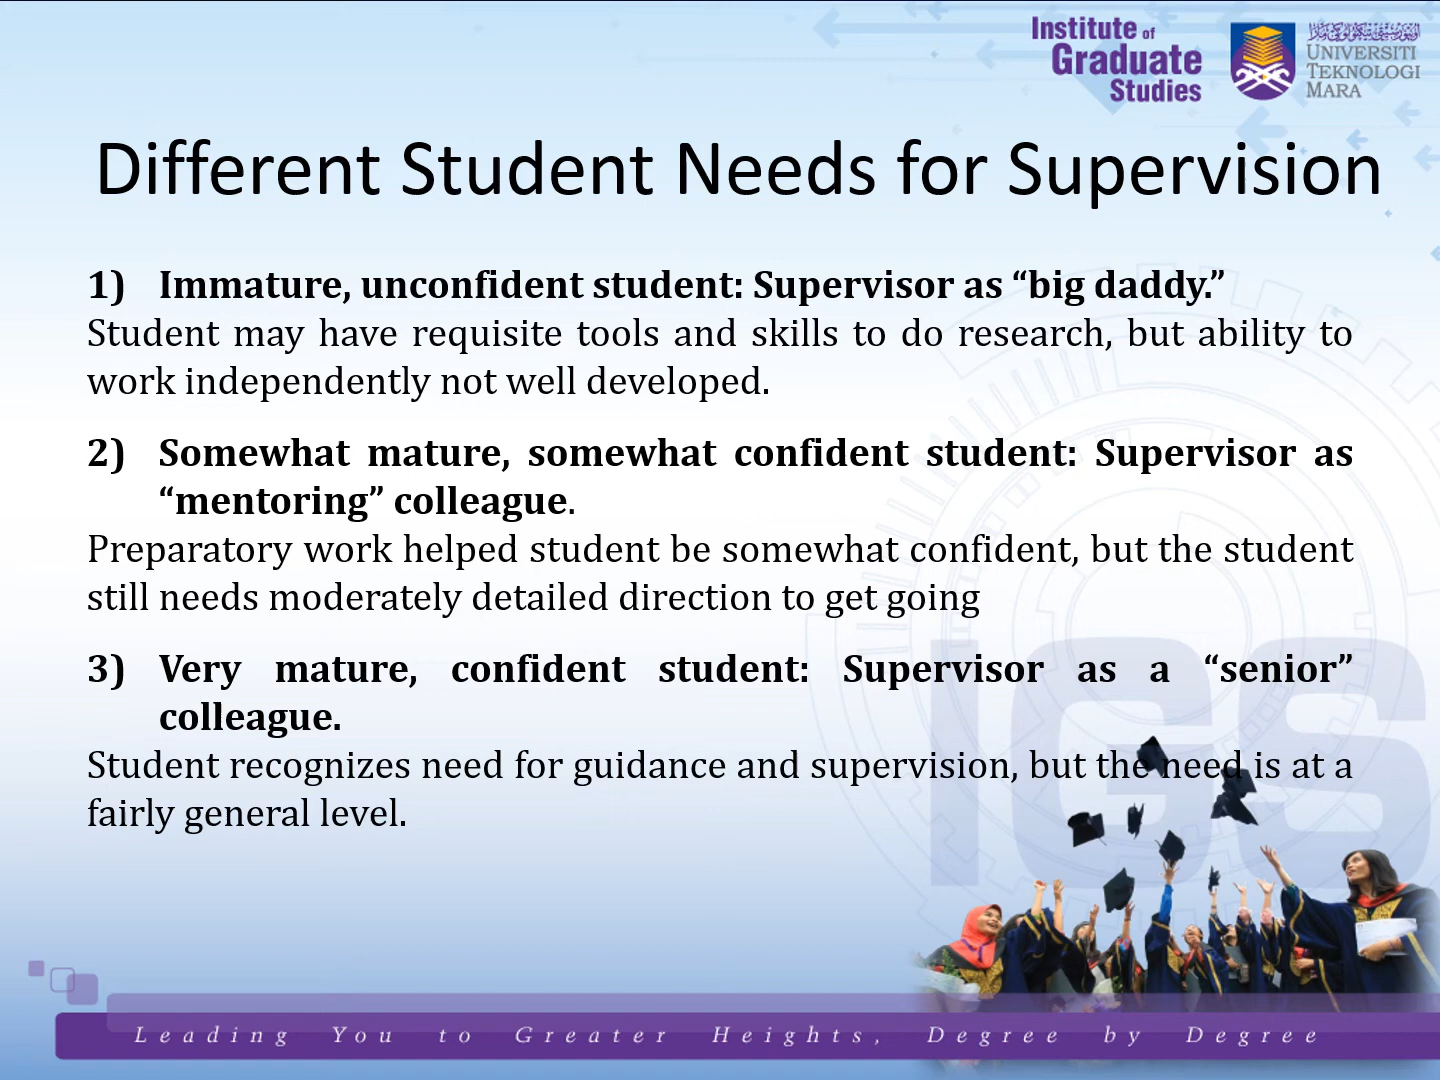 Institute of
Graduate
Studies
UNIVERSITI
TEKNOLOGI
MARA
Different Student Needs for Supervision
1) Immature, unconfident student: Supervisor as “big daddy.”
Student may have requisite tools and skills to do research, but ability to
work independently not well developed.
2) Somewhat mature, somewhat confident student: Supervisor as
“mentoring” colleague.
Preparatory work helped student be somewhat confident, but the student
still needs moderately detailed direction to get going
3) Very mature, confident student: Supervisor as a “senior”
colleague.
Student recognizes need for guidance and supervision, but the need is at a
fairly general level.
IGS
Leading You to Greater Heights, Degree by Degree